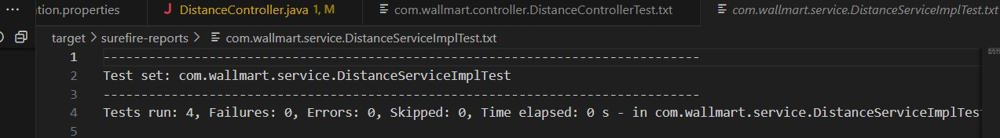 ... tion.properties J DistanceController.java 1, M com.wallmart.controller.DistanceControllerTest.txt com.wallmart.service.DistanceServiceImplTest.txt
target > surefire-reports > com.wallmart.service.DistanceServiceImplTest.txt
1 -------------------------------------------------------------------------------
2 Test set: com.wallmart.service.DistanceServiceImplTest
3 -------------------------------------------------------------------------------
4 Tests run: 4, Failures: 0, Errors: 0, Skipped: 0, Time elapsed: 0 s - in com.wallmart.service.DistanceServiceImplTes
5